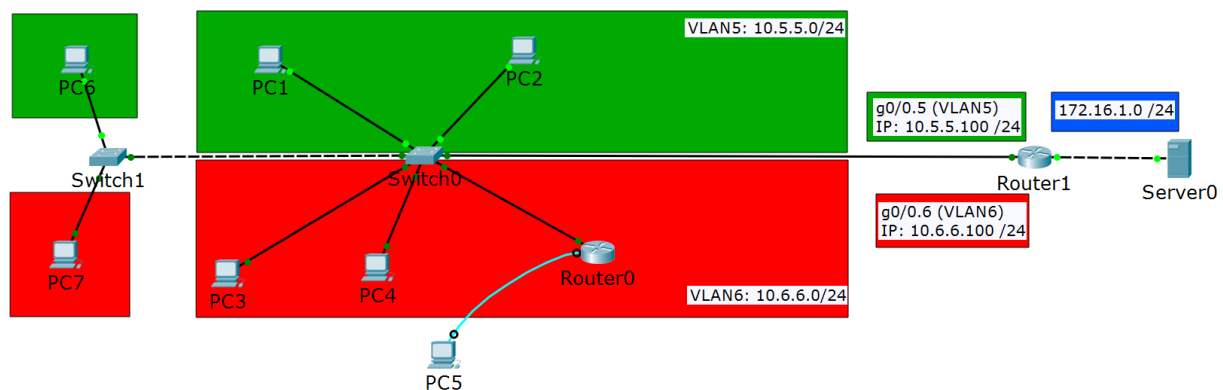 VLAN5: 10.5.5.0/24
PC6
PC1
PC2
g0/0.5 (VLAN5)
IP: 10.5.5.100 /24
172.16.1.0 /24
Switch1
Switch0
Router1
Server0
g0/0.6 (VLAN6)
IP: 10.6.6.100 /24
PC7
PC3
PC4
Router0
VLAN6: 10.6.6.0/24
PC5